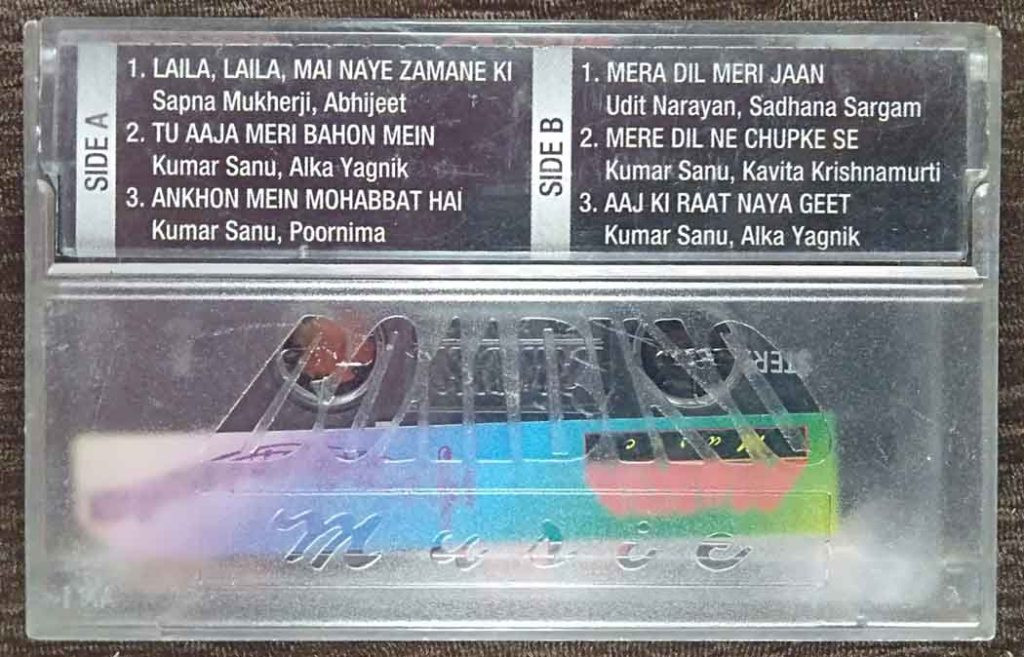 SIDE A
1. LAILA, LAILA, MAI NAYE ZAMANE KI
Sapna Mukherji, Abhijeet
2. TU AAJA MERI BAHON MEIN
Kumar Sanu, Alka Yagnik
3. ANKHON MEIN MOHABBAT HAI
Kumar Sanu, Poornima
SIDE B
1. MERA DIL MERI JAAN
Udit Narayan, Sadhana Sargam
2. MERE DIL NE CHUPKE SE
Kumar Sanu, Kavita Krishnamurti
3. AAJ KI RAAT NAYA GEET
Kumar Sanu, Alka Yagnik
Music